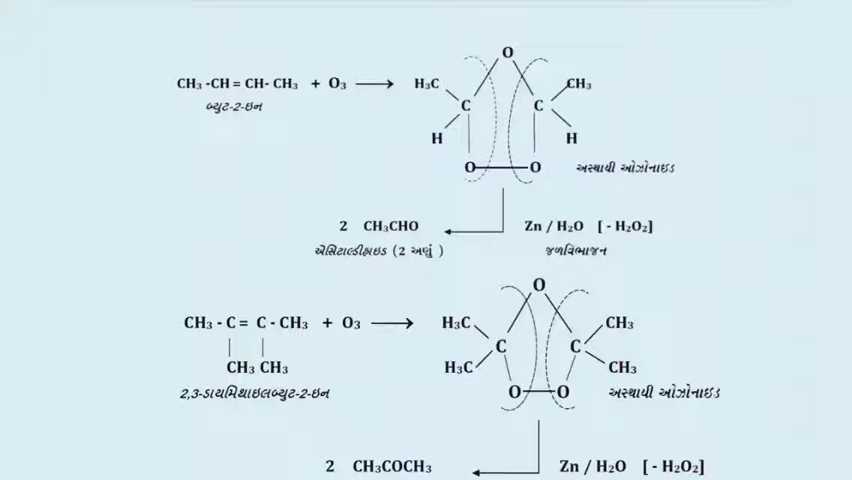 CH₃ -CH = CH- CH₃ + O₃ ⟶
બ્યુટ-2-ઇન
O
H₃C CH₃
C C
H H
O O
અસ્થાયી ઓઝોનાઇડ
2 CH₃CHO
Zn / H₂O [ - H₂O₂]
એસિટાલ્ડીહાઇડ (2 અણું )
જળવિભાજન
CH₃ - C = C - CH₃ + O₃ ⟶
CH₃ CH₃
2,3-ડાયમિથાઇલબ્યુટ-2-ઇન
O
H₃C CH₃
C C
H₃C CH₃
O O
અસ્થાયી ઓઝોનાઇડ
2 CH₃COCH₃
Zn / H₂O [ - H₂O₂]